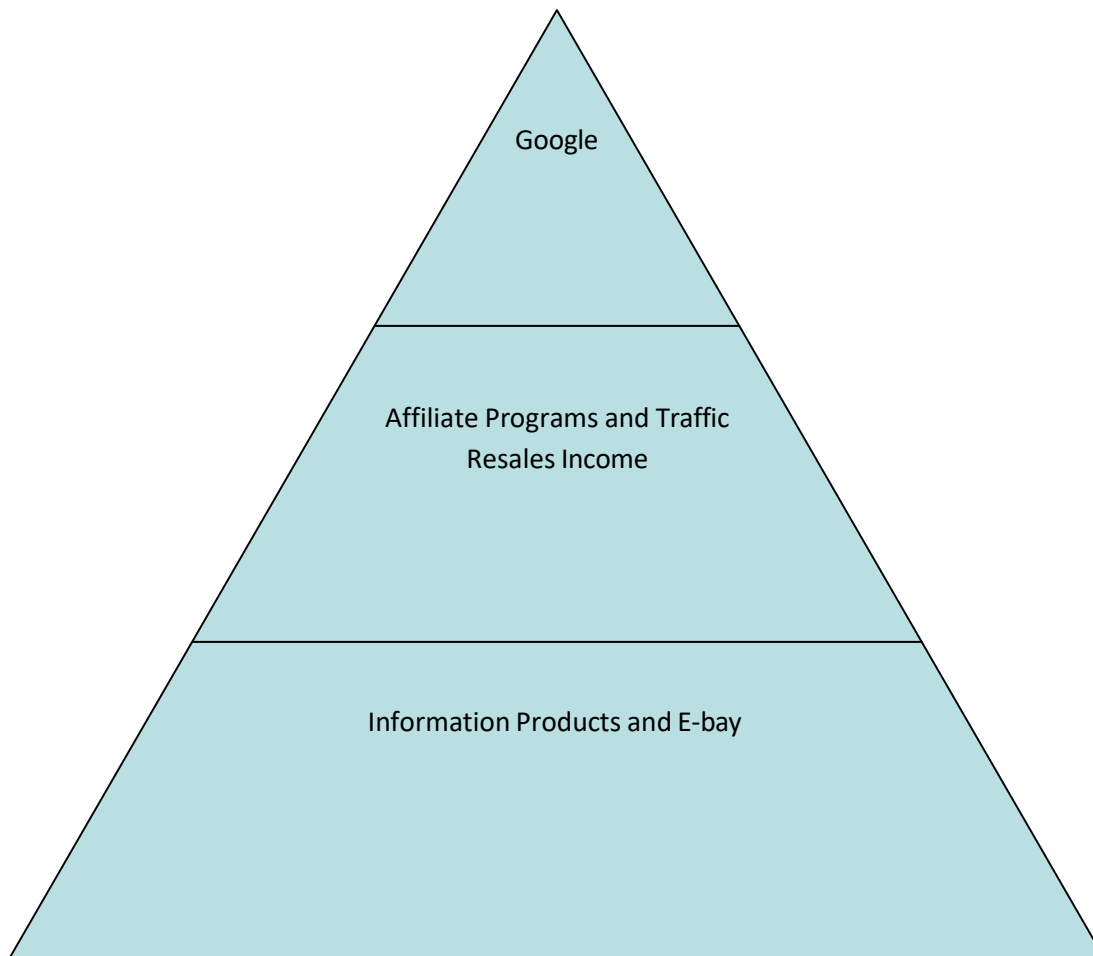 Google
Affiliate Programs and Traffic
Resales Income
Information Products and E-bay